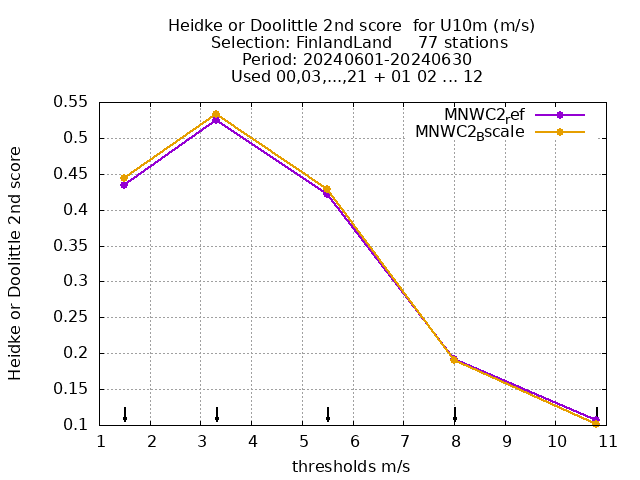 Heidke or Doolittle 2nd score for U10m (m/s)
Selection: FinlandLand 77 stations
Period: 20240601-20240630
Used 00,03,...,21 + 01 02 ... 12
Heidke or Doolittle 2nd score
0.55
0.5
0.45
0.4
0.35
0.3
0.25
0.2
0.15
0.1
MNWC2ref
MNWC2Bscale
1 2 3 4 5 6 7 8 9 10 11
thresholds m/s